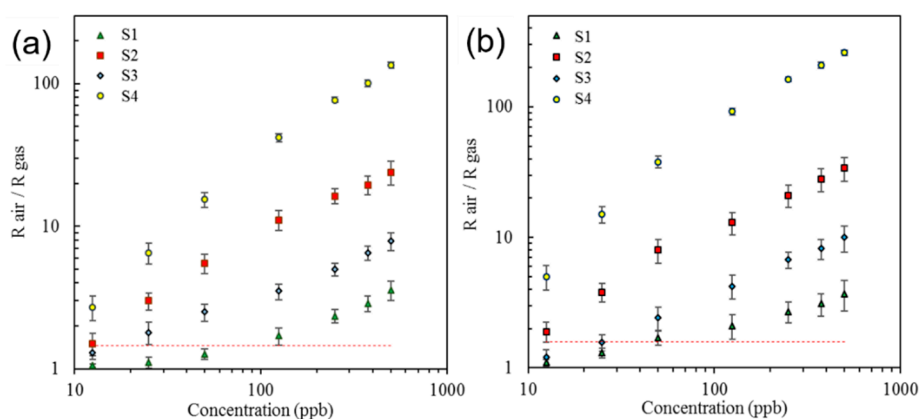 (a)
S1
S2
S3
S4
100
10
1
R air / R gas
10
100
1000
Concentration (ppb)
(b)
S1
S2
S3
S4
100
10
1
R air / R gas
10
100
1000
Concentration (ppb)